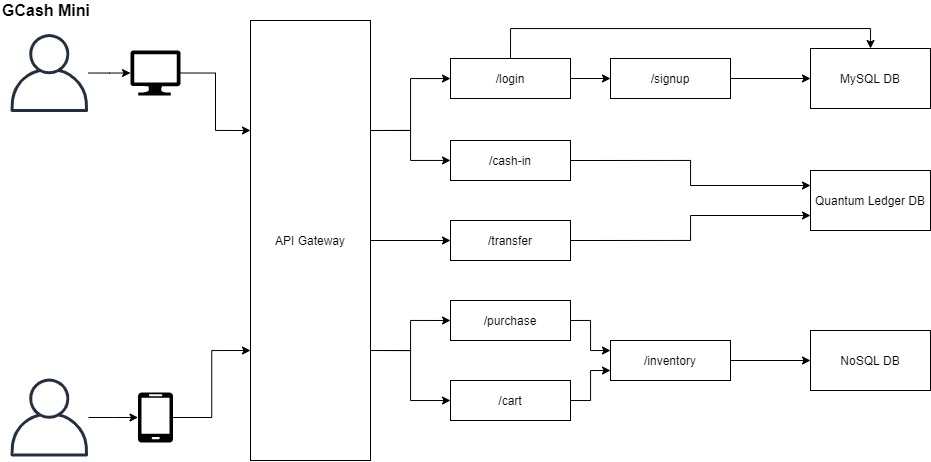 GCash Mini
/login
/signup
MySQL DB
/cash-in
Quantum Ledger DB
API Gateway
/transfer
/purchase
/inventory
NoSQL DB
/cart